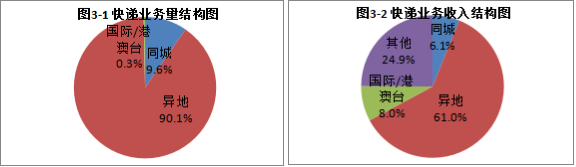 图3-1 快递业务量结构图
国际/港
澳台
0.3%
同城
9.6%
异地
90.1%
图3-2 快递业务收入结构图
其他
24.9%
同城
6.1%
国际/港
澳台
8.0%
异地
61.0%